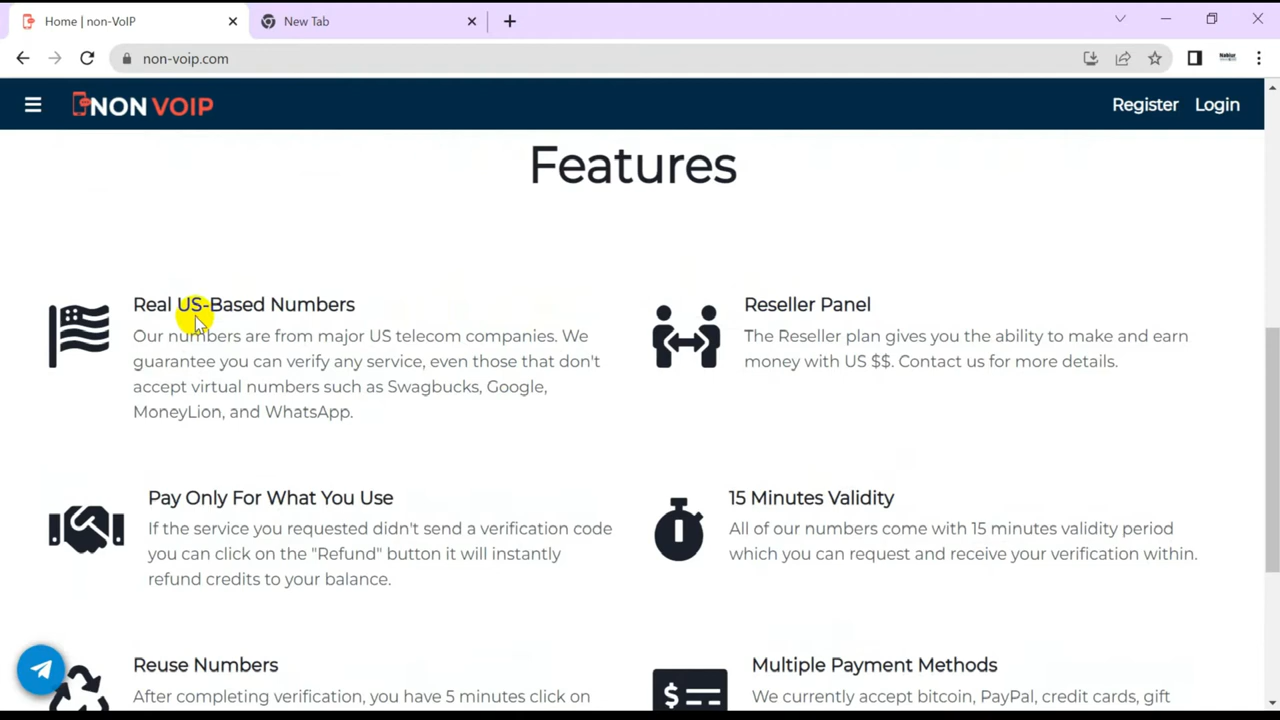 Home | non-VoIP
New Tab
non-voip.com
NON VOIP
Register
Login
Features
Real US-Based Numbers
Our numbers are from major US telecom companies. We
guarantee you can verify any service, even those that don't
accept virtual numbers such as Swagbucks, Google,
MoneyLion, and WhatsApp.
Reseller Panel
The Reseller plan gives you the ability to make and earn
money with US $$. Contact us for more details.
Pay Only For What You Use
If the service you requested didn't send a verification code
you can click on the "Refund" button it will instantly
refund credits to your balance.
15 Minutes Validity
All of our numbers come with 15 minutes validity period
which you can request and receive your verification within.
Reuse Numbers
After completing verification, you have 5 minutes click on
Multiple Payment Methods
We currently accept bitcoin, PayPal, credit cards, gift